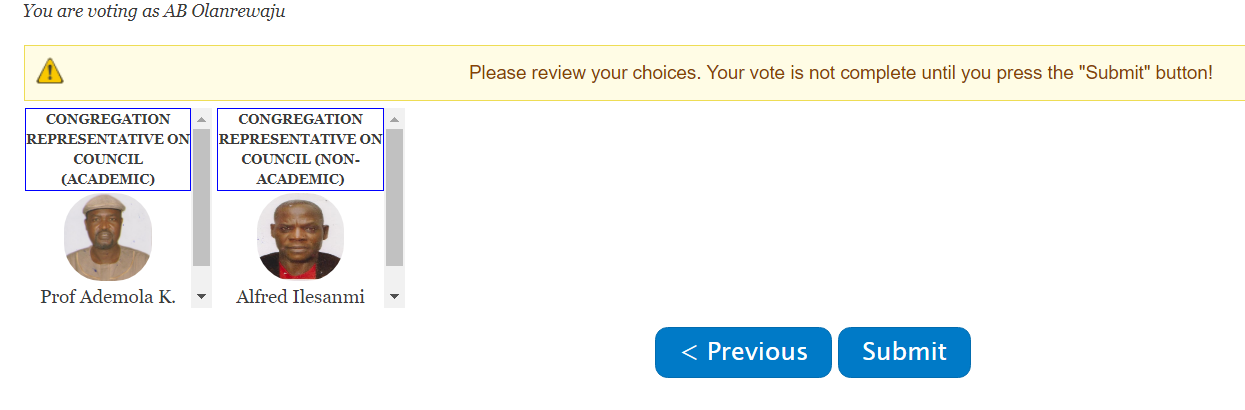 You are voting as AB Olanrewaju
Please review your choices. Your vote is not complete until you press the "Submit" button!
CONGREGATION
REPRESENTATIVE ON
COUNCIL
(ACADEMIC)
Prof Ademola K.
CONGREGATION
REPRESENTATIVE ON
COUNCIL (NON-
ACADEMIC)
Alfred Ilesanmi
< Previous
Submit